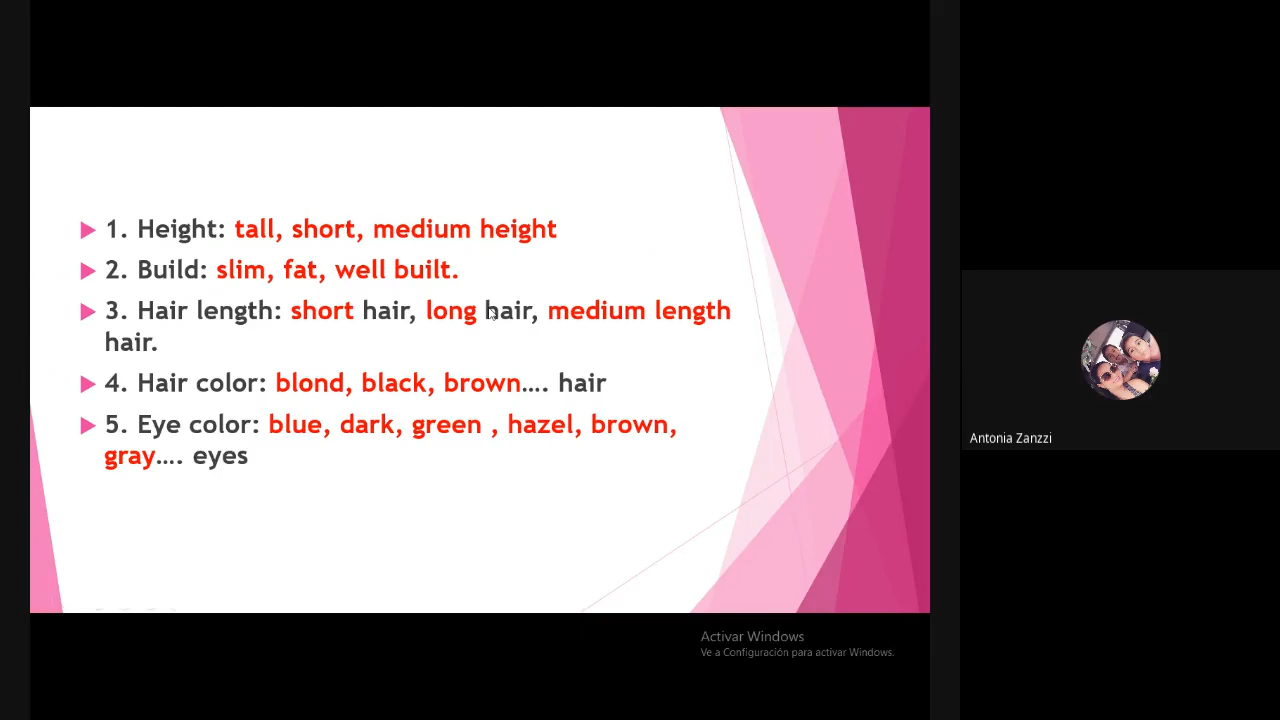 1. Height: tall, short, medium height
2. Build: slim, fat, well built.
3. Hair length: short hair, long hair, medium length
hair.
4. Hair color: blond, black, brown…. hair
5. Eye color: blue, dark, green , hazel, brown,
gray…. eyes
Antonia Zanzzi
Activar Windows
Ve a Configuración para activar Windows.